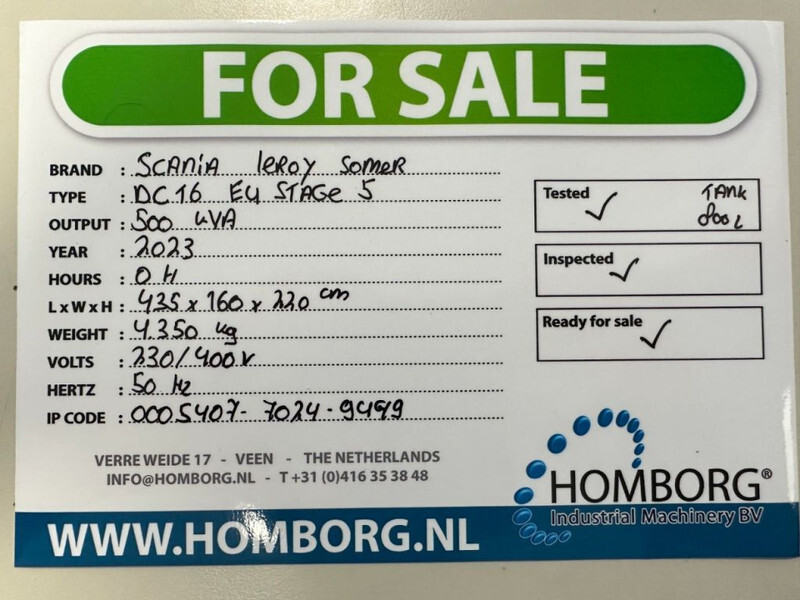 FOR SALE
BRAND : SCANIA LEROY SOMER
TYPE : DC16 EU STAGE 5
OUTPUT : 500 kVA
YEAR : 2023
HOURS : 0 H
L x W x H : 435 x 160 x 220 cm
WEIGHT : 4.350 kg
VOLTS : 230/400V
HERTZ : 50 Hz
IP CODE : 0005407-7024-9499
Tested ✓ TANK
800 L
Inspected ✓
Ready for sale ✓
VERRE WEIDE 17 - VEEN - THE NETHERLANDS
INFO@HOMBORG.NL - T +31 (0)416 35 38 48
HOMBORG®
Industrial Machinery BV
WWW.HOMBORG.NL